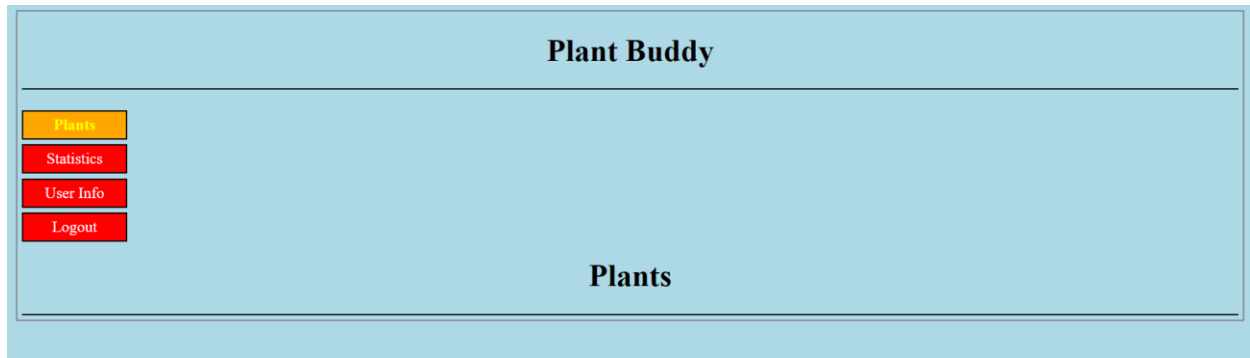 Plant Buddy
Plants
Statistics
User Info
Logout
Plants